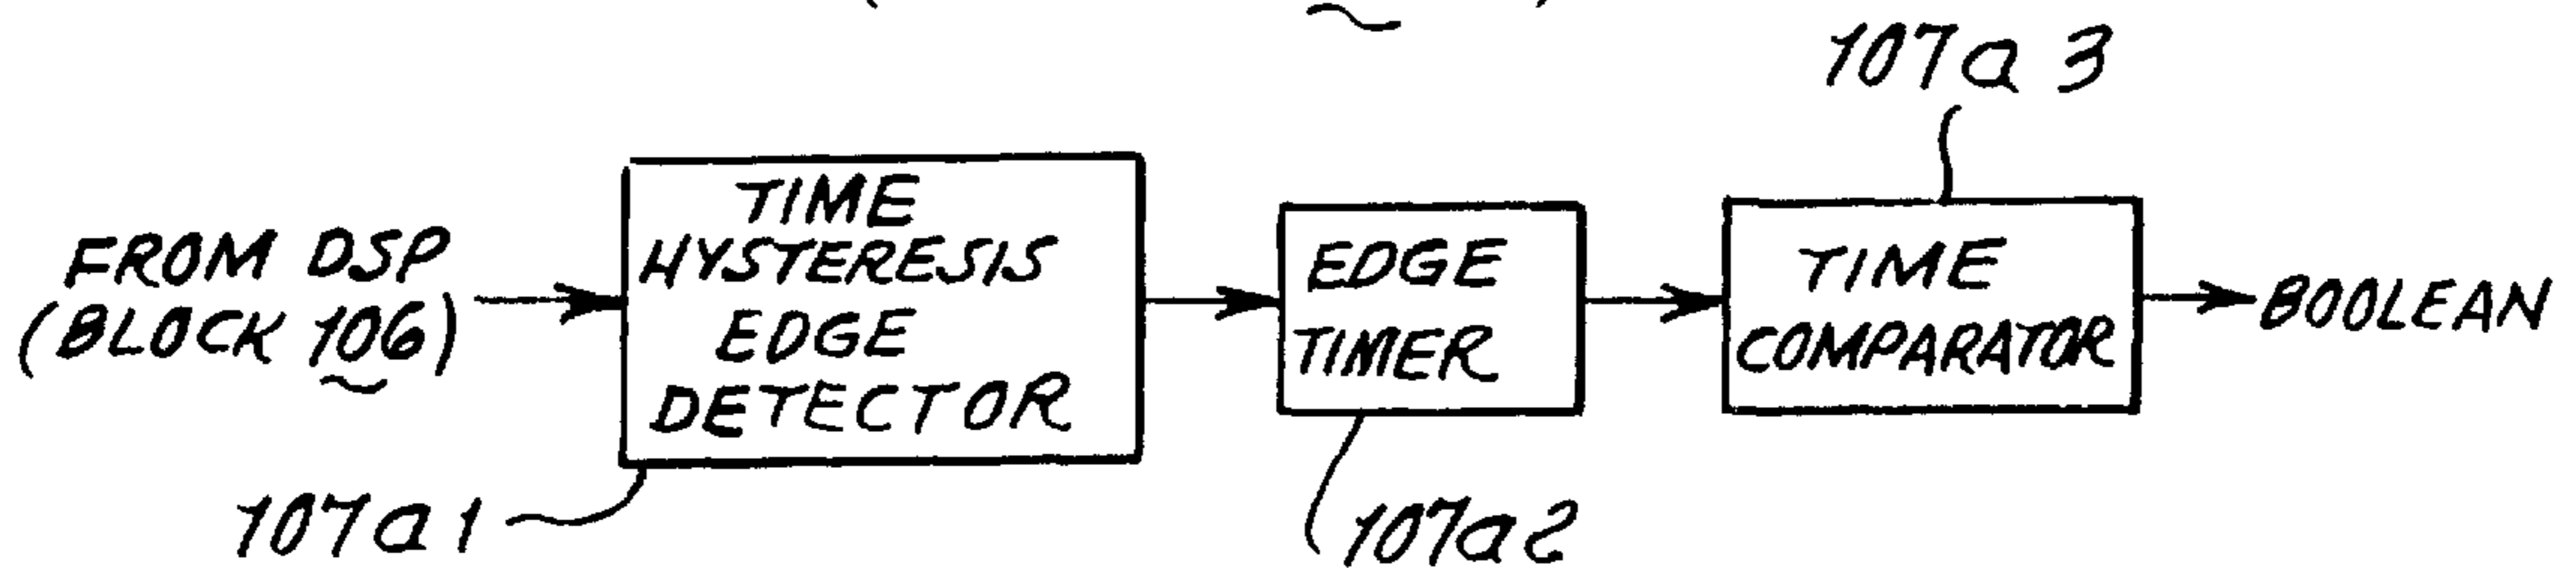 107a3
FROM DSP
(BLOCK 106)
TIME
HYSTERESIS
EDGE
DETECTOR
EDGE
TIMER
TIME
COMPARATOR
BOOLEAN
107a1
107a2